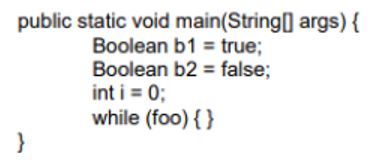 public static void main(String[] args) {
Boolean b1 = true;
Boolean b2 = false;
int i = 0;
while (foo) { }
}